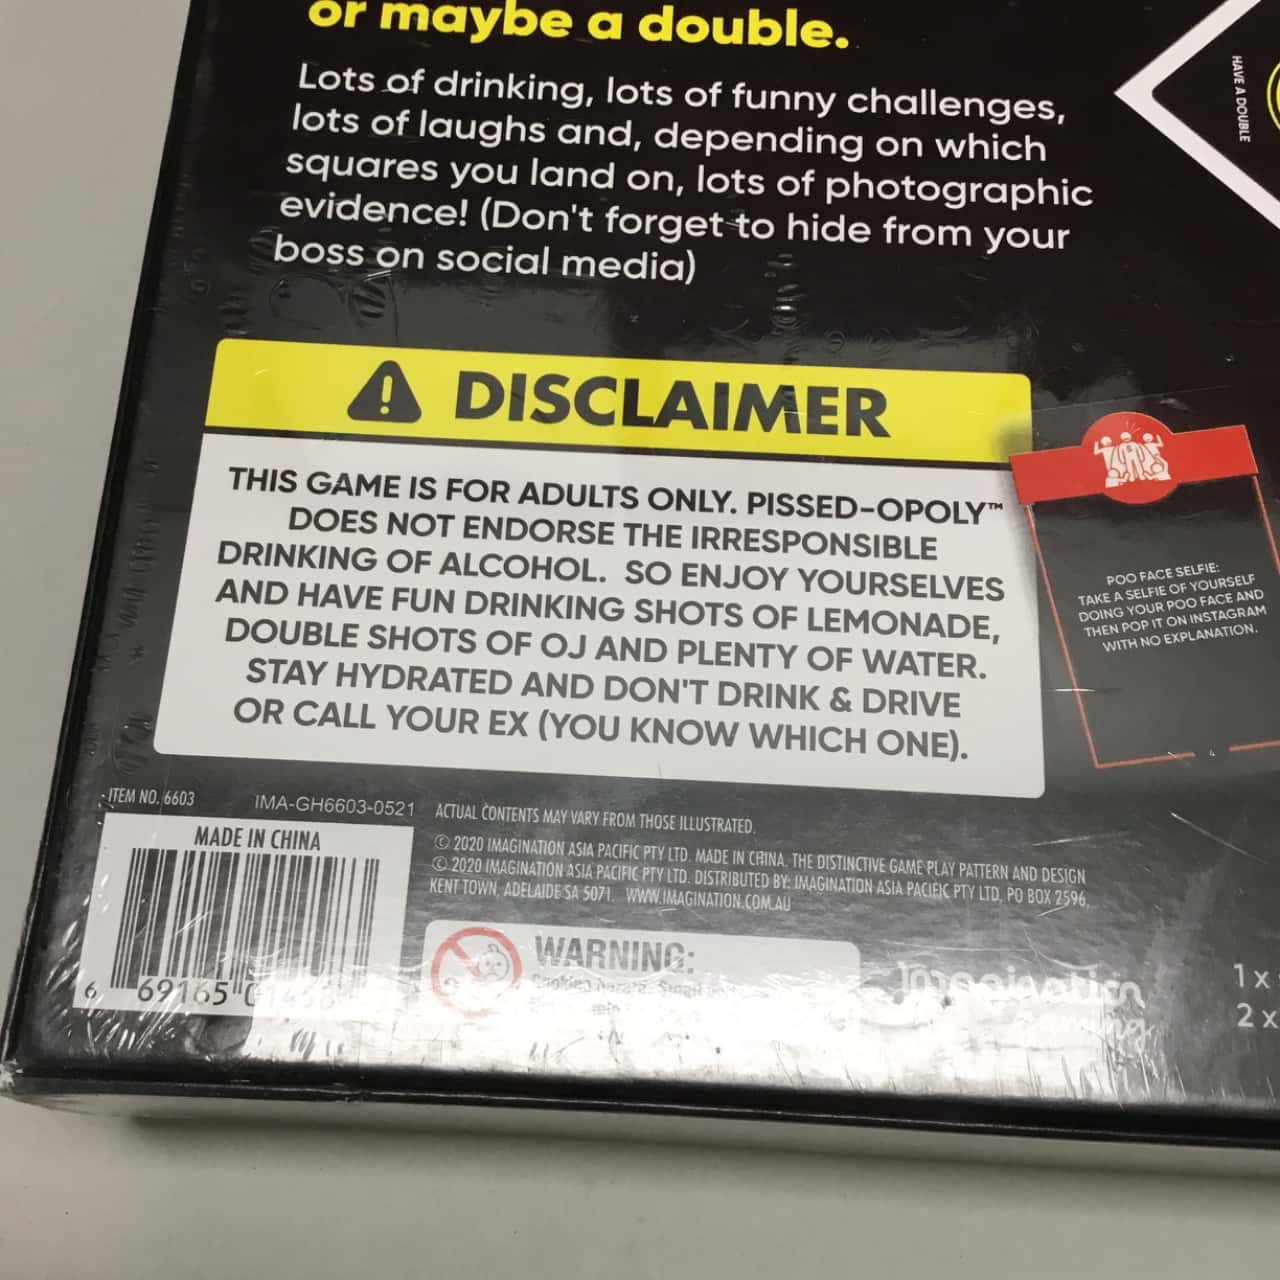 or maybe a double.
Lots of drinking, lots of funny challenges,
lots of laughs and, depending on which
squares you land on, lots of photographic
evidence! (Don't forget to hide from your
boss on social media)
HAVE A DOUBLE
DISCLAIMER
THIS GAME IS FOR ADULTS ONLY. PISSED-OPOLY™
DOES NOT ENDORSE THE IRRESPONSIBLE
DRINKING OF ALCOHOL. SO ENJOY YOURSELVES
AND HAVE FUN DRINKING SHOTS OF LEMONADE,
DOUBLE SHOTS OF OJ AND PLENTY OF WATER.
STAY HYDRATED AND DON'T DRINK & DRIVE
OR CALL YOUR EX (YOU KNOW WHICH ONE).
POO FACE SELFIE:
TAKE A SELFIE OF YOURSELF
DOING YOUR POO FACE AND
THEN POP IT ON INSTAGRAM
WITH NO EXPLANATION.
ITEM NO. 6603
IMA-GH6603-0521
MADE IN CHINA
6 69165
ACTUAL CONTENTS MAY VARY FROM THOSE ILLUSTRATED.
© 2020 IMAGINATION ASIA PACIFIC PTY LTD. MADE IN CHINA. THE DISTINCTIVE GAME PLAY PATTERN AND DESIGN
© 2020 IMAGINATION ASIA PACIFIC PTY LTD. DISTRIBUTED BY: IMAGINATION ASIA PACIFIC PTY LTD, PO BOX 2596,
KENT TOWN, ADELAIDE SA 5071. WWW.IMAGINATION.COM.AU
WARNING:
Imagination
Gaming
1 x
2 x